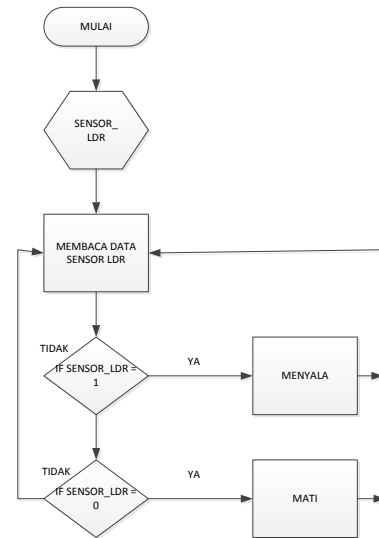 MULAI
SENSOR_
LDR
MEMBACA DATA
SENSOR LDR
TIDAK
IF SENSOR_LDR =
1
YA
MENYALA
TIDAK
IF SENSOR_LDR =
0
YA
MATI